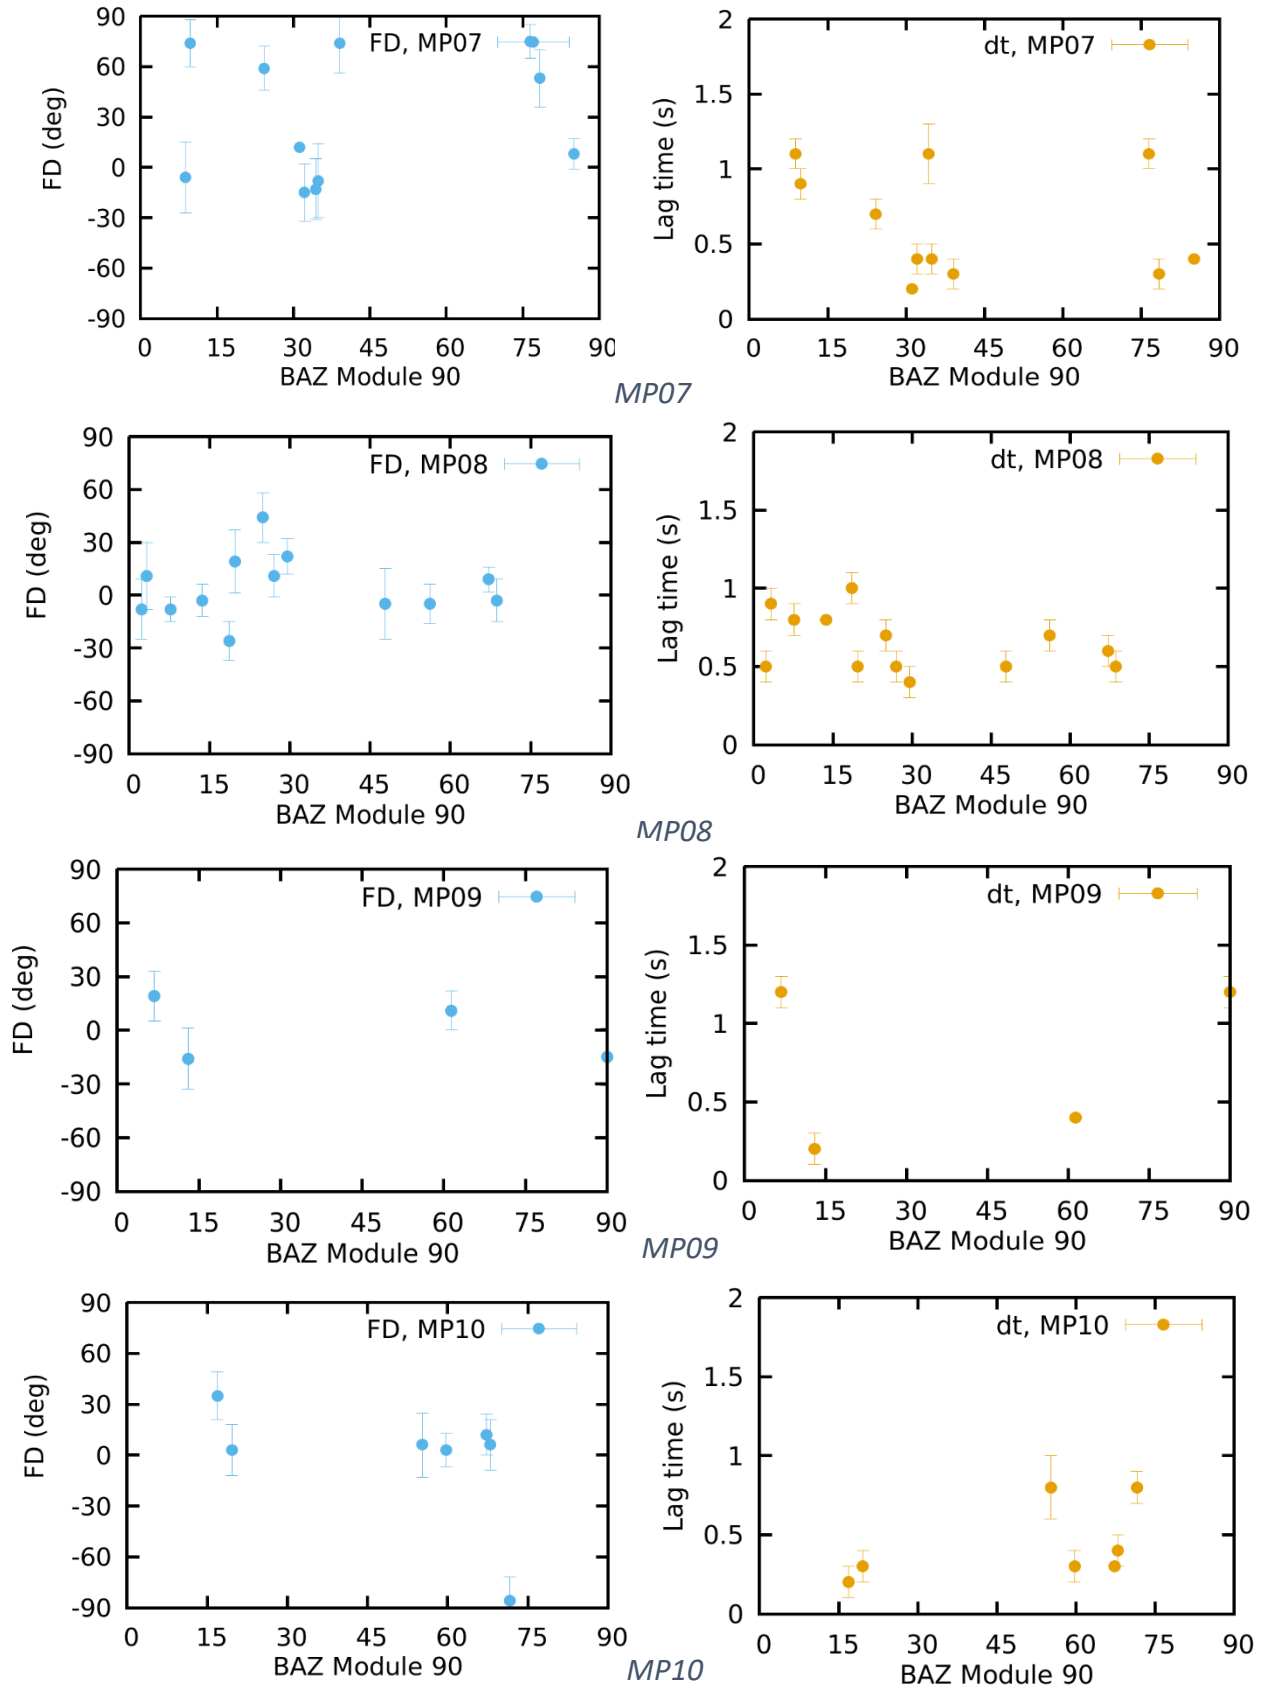 90
60
30
0
-30
-60
-90
FD (deg)
FD, MP07
0 15 30 45 60 75 90
BAZ Module 90
2
1.5
1
0.5
0
Lag time (s)
dt, MP07
0 15 30 45 60 75 90
BAZ Module 90
MP07
90
60
30
0
-30
-60
-90
FD (deg)
FD, MP08
0 15 30 45 60 75 90
BAZ Module 90
2
1.5
1
0.5
0
Lag time (s)
dt, MP08
0 15 30 45 60 75 90
BAZ Module 90
MP08
90
60
30
0
-30
-60
-90
FD (deg)
FD, MP09
0 15 30 45 60 75 90
BAZ Module 90
2
1.5
1
0.5
0
Lag time (s)
dt, MP09
0 15 30 45 60 75 90
BAZ Module 90
MP09
90
60
30
0
-30
-60
-90
FD (deg)
FD, MP10
0 15 30 45 60 75 90
BAZ Module 90
2
1.5
1
0.5
0
Lag time (s)
dt, MP10
0 15 30 45 60 75 90
BAZ Module 90
MP10